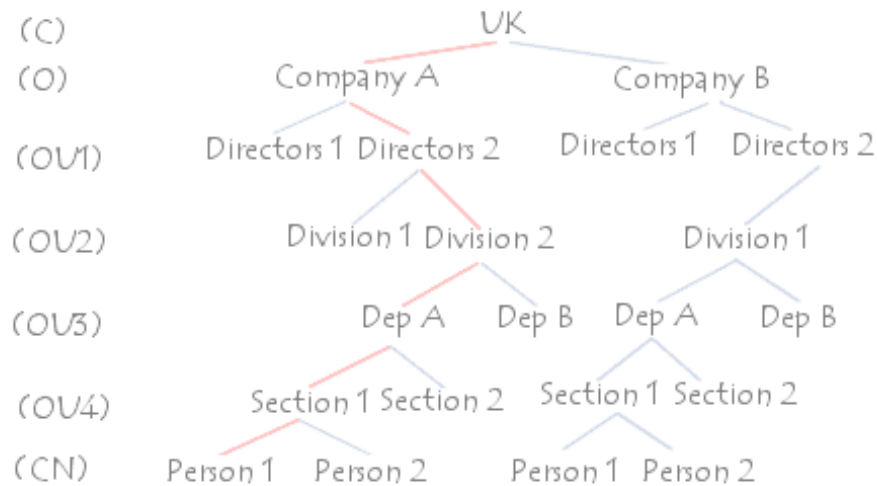 (C) UK
(O) Company A Company B
(OU1) Directors 1 Directors 2 Directors 1 Directors 2
(OU2) Division 1 Division 2 Division 1
(OU3) Dep A Dep B Dep A Dep B
(OU4) Section 1 Section 2 Section 1 Section 2
(CN) Person 1 Person 2 Person 1 Person 2